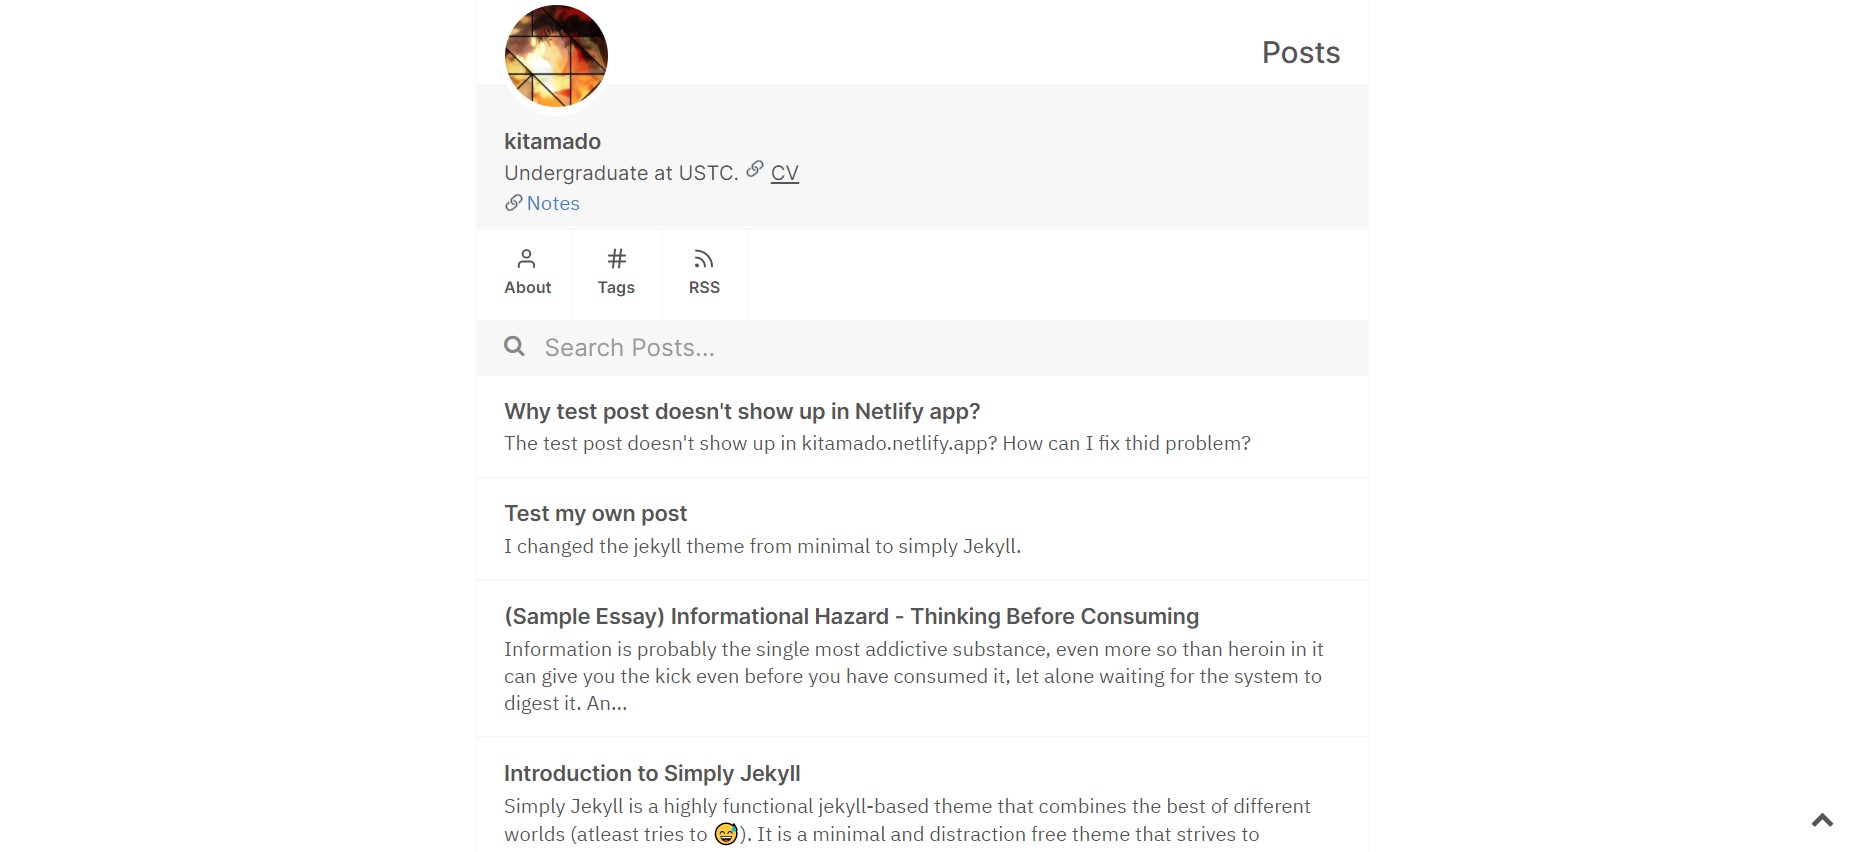 Posts
kitamado
Undergraduate at USTC. CV
Notes
About
Tags
RSS
Search Posts...
Why test post doesn't show up in Netlify app?
The test post doesn't show up in kitamado.netlify.app? How can I fix thid problem?
Test my own post
I changed the jekyll theme from minimal to simply Jekyll.
(Sample Essay) Informational Hazard - Thinking Before Consuming
Information is probably the single most addictive substance, even more so than heroin in it
can give you the kick even before you have consumed it, let alone waiting for the system to
digest it. An...
Introduction to Simply Jekyll
Simply Jekyll is a highly functional jekyll-based theme that combines the best of different
worlds (atleast tries to 😅). It is a minimal and distraction free theme that strives to